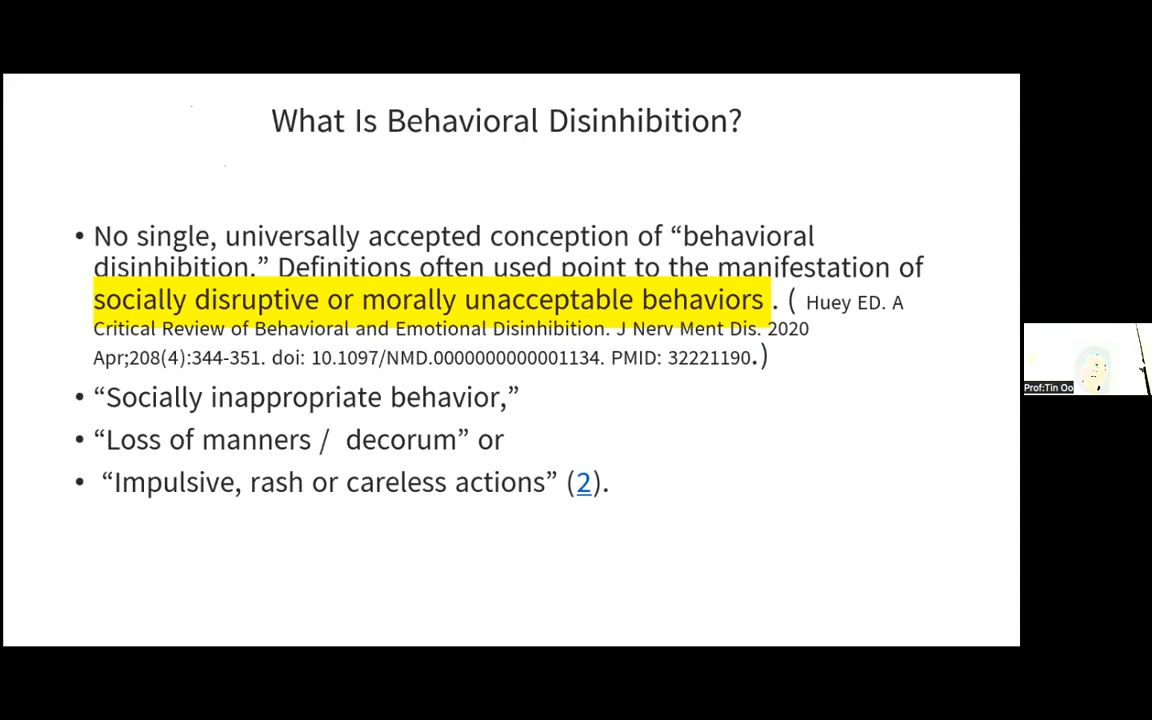 What Is Behavioral Disinhibition?
• No single, universally accepted conception of “behavioral
disinhibition.” Definitions often used point to the manifestation of
socially disruptive or morally unacceptable behaviors . ( Huey ED. A
Critical Review of Behavioral and Emotional Disinhibition. J Nerv Ment Dis. 2020
Apr;208(4):344-351. doi: 10.1097/NMD.0000000000001134. PMID: 32221190.)
• “Socially inappropriate behavior,”
• “Loss of manners / decorum” or
• “Impulsive, rash or careless actions” (2).
Prof:Tin Oo